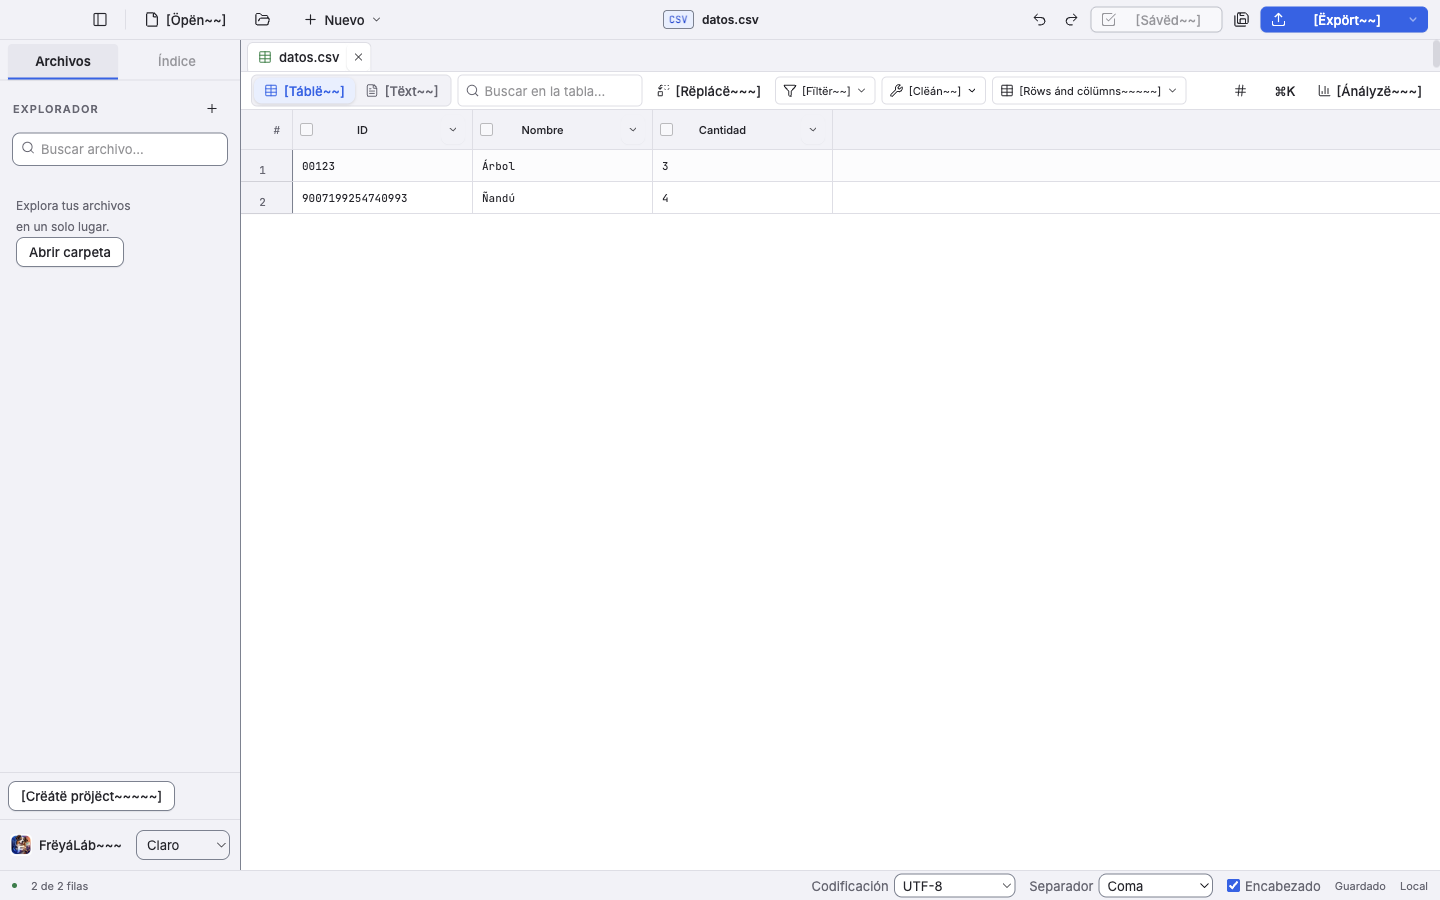 [Öpën~~] Nuevo CSV datos.csv [Sávëd~~] [Ëxpört~~]
Archivos Índice
datos.csv
[Táblë~~] [Tëxt~~] Buscar en la tabla... [Rëplácë~~~] [Fïltër~~] [Clëán~~] [Röws ánd cölümns~~~~~] # ⌘K [Ánályzë~~~]
EXPLORADOR
Buscar archivo...
Explora tus archivos
en un solo lugar.
Abrir carpeta
# ID Nombre Cantidad
1 00123 Árbol 3
2 9007199254740993 Ñandú 4
[Crëátë pröjëct~~~~~]
FrëyáLáb~~~ Claro
2 de 2 filas Codificación UTF-8 Separador Coma Encabezado Guardado Local